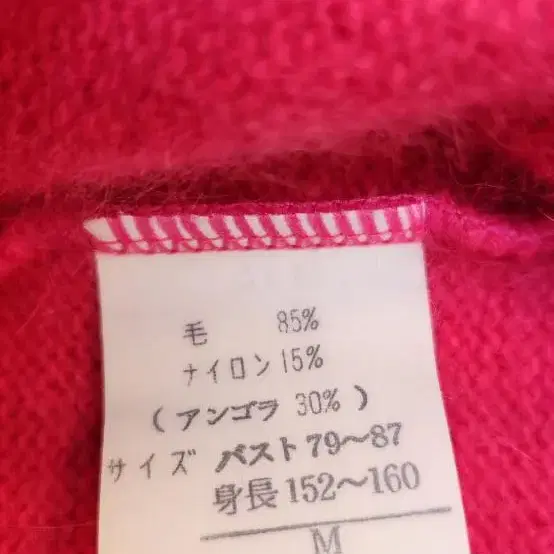 毛 85%
ナイロン 15%
(アンゴラ 30%)
サイズ バスト 79〜87
身長 152〜160
M